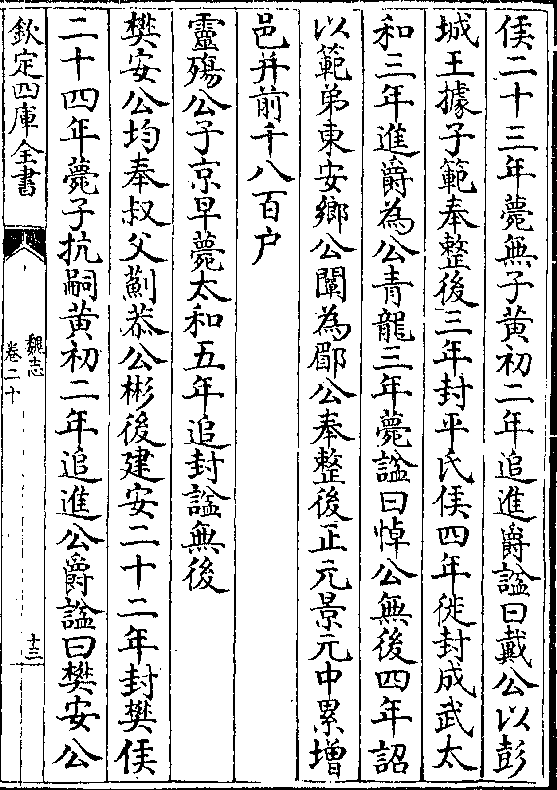 侯二十三年薨無子黃初二年追進爵諡曰戴公以彭
城王據子範奉整後三年封平氏侯四年徙封成武太
和三年進爵為公青龍三年薨諡曰悼公無後四年詔
以範弟東安鄉公闡為郿公奉整後正元景元中累增
邑并前千八百户
靈殤公子京早薨太和五年追封諡無後
樊安公均奉叔父薊恭公彬後建安二十二年封樊侯
二十四年薨子抗嗣黃初二年追進公爵諡曰樊安公
欽定四庫全書
魏志
卷二十
十三